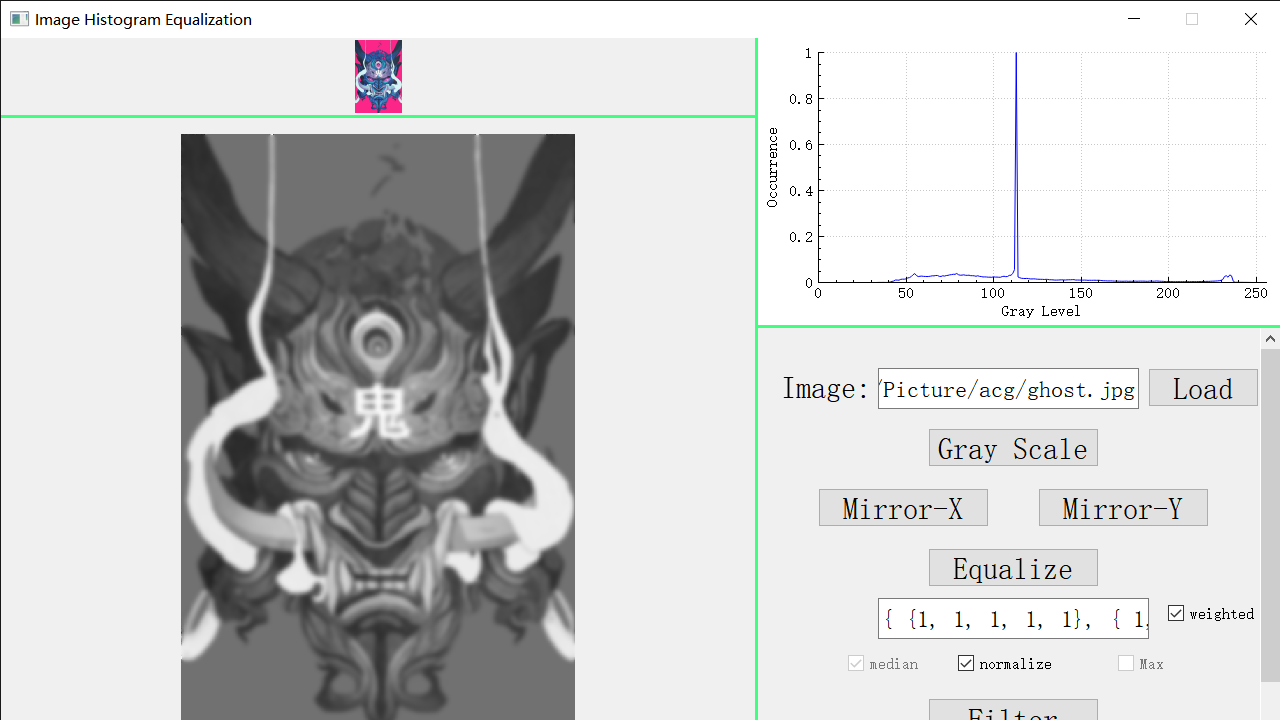 Image Histogram Equalization
鬼
1
0.8
0.6
0.4
0.2
0
Occurrence
0 50 100 150 200 250
Gray Level
Image: /Picture/acg/ghost.jpg Load
Gray Scale
Mirror-X Mirror-Y
Equalize
{ {1, 1, 1, 1, 1}, { 1, weighted
median normalize Max
Filter